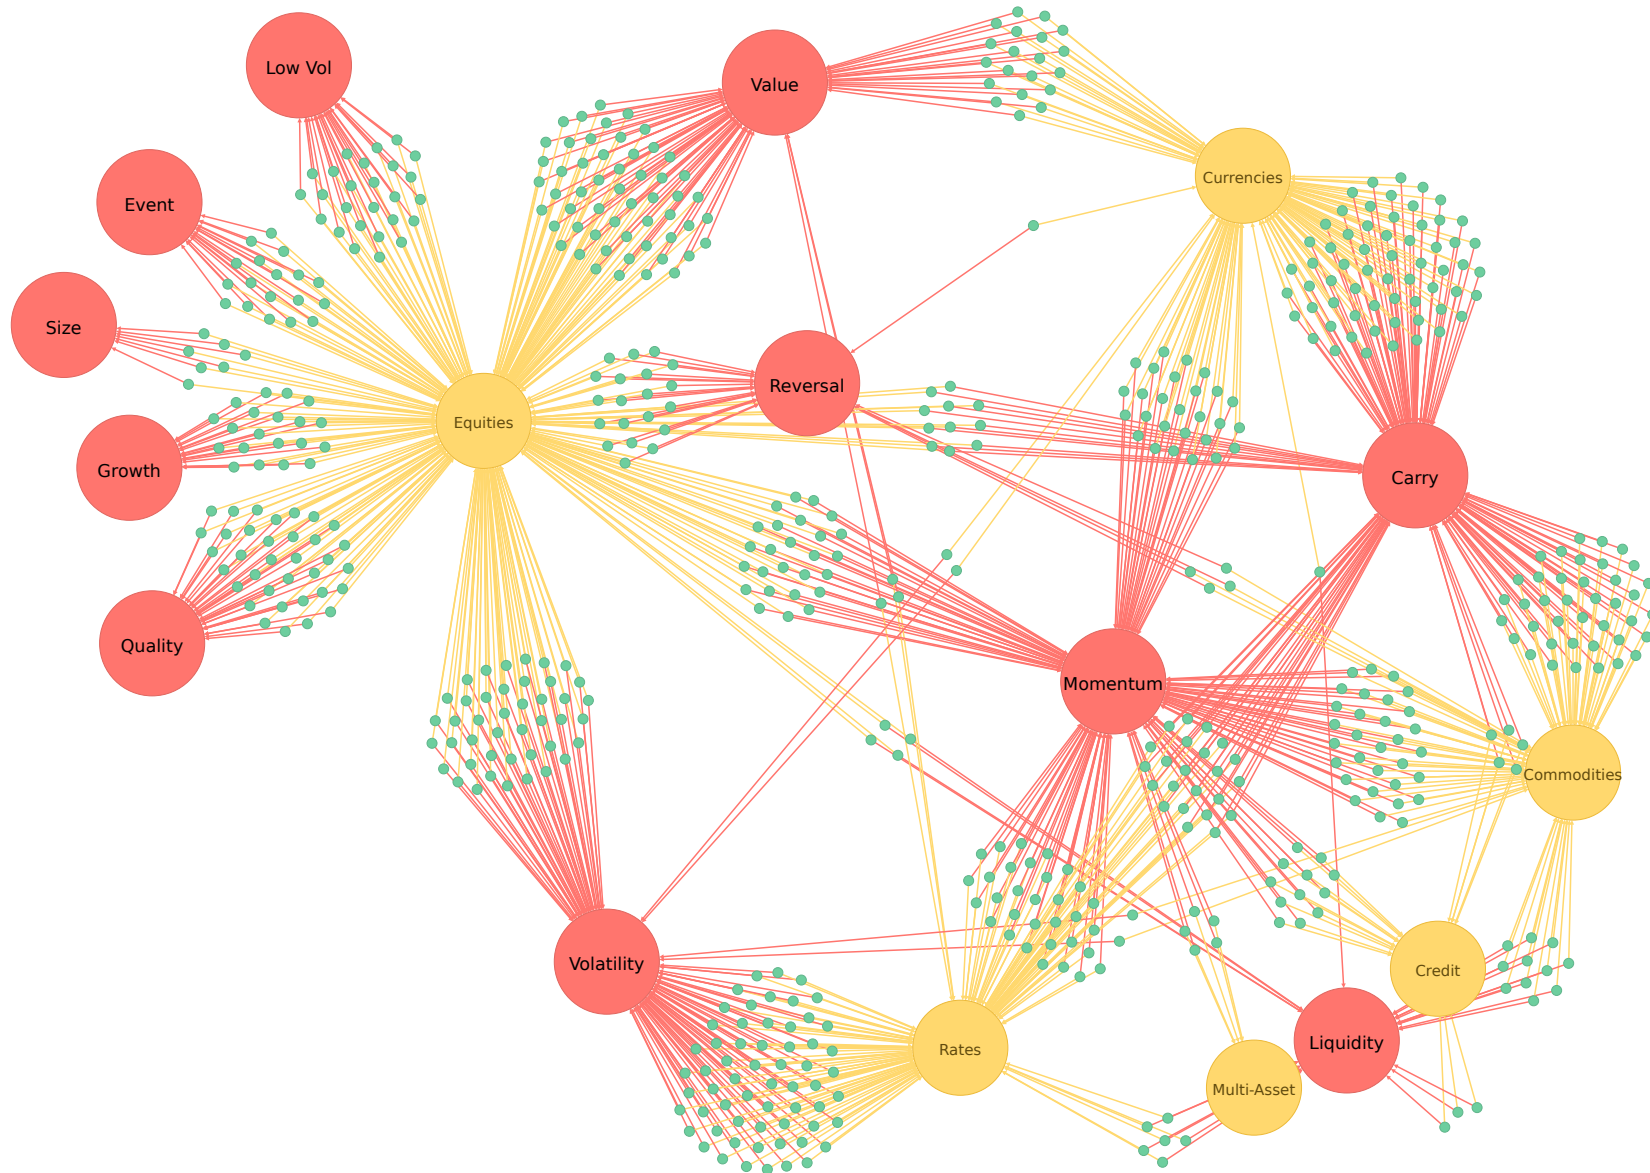 Low Vol
Value
Event
Currencies
Size
Reversal
Equities
Growth
Carry
Quality
Momentum
Commodities
Volatility
Credit
Rates
Liquidity
Multi-Asset